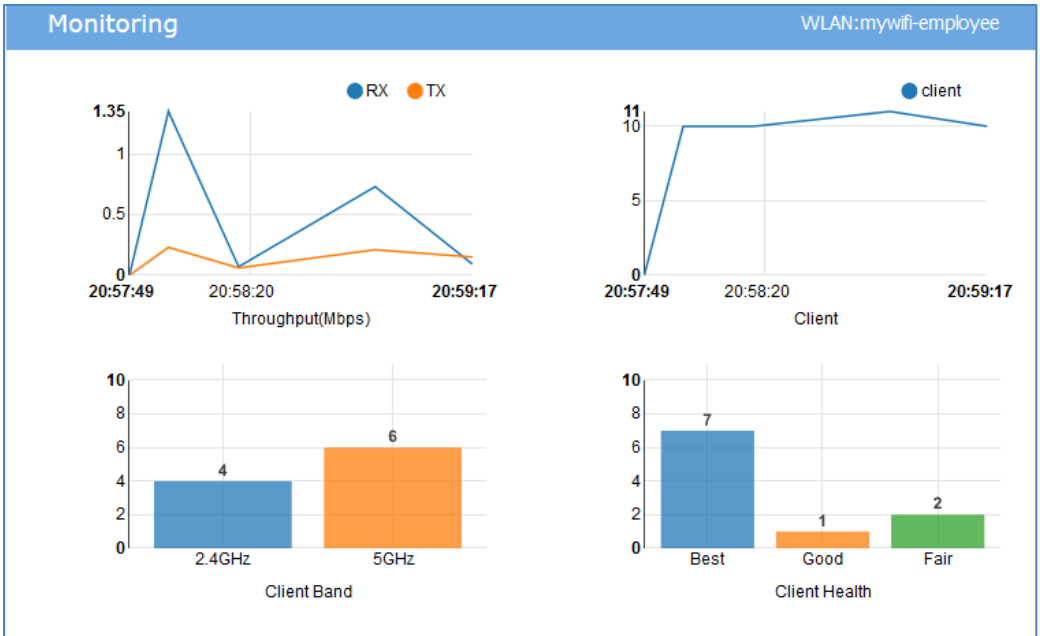 Monitoring WLAN:mywifi-employee
RX TX
1.35
1
0.5
0
20:57:49 20:58:20 20:59:17
Throughput(Mbps)
client
11
10
5
0
20:57:49 20:58:20 20:59:17
Client
10
8
6
4
2
0
4
6
2.4GHz 5GHz
Client Band
10
8
6
4
2
0
7
1
2
Best Good Fair
Client Health